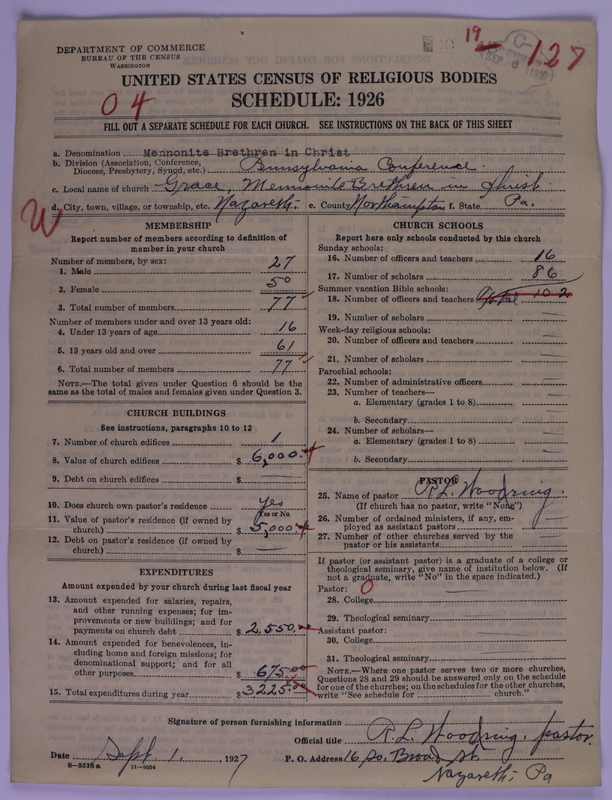 DEPARTMENT OF COMMERCE
BUREAU OF THE CENSUS
WASHINGTON
19
127
UNITED STATES CENSUS OF RELIGIOUS BODIES
SCHEDULE: 1926
04
FILL OUT A SEPARATE SCHEDULE FOR EACH CHURCH. SEE INSTRUCTIONS ON THE BACK OF THIS SHEET
a. Denomination Mennonite Brethren in Christ
b. Division (Association, Conference, Diocese, Presbytery, Synod, etc.) Pennsylvania Conference.
c. Local name of church Grace, Mennonite Brethren in Christ
d. City, town, village, or township, etc. Nazareth. e. County Northampton f. State Pa.
W
MEMBERSHIP
Report number of members according to definition of
member in your church
Number of members, by sex:
1. Male 27
2. Female 50
3. Total number of members 77
Number of members under and over 13 years old:
4. Under 13 years of age 16
5. 13 years old and over 61
6. Total number of members 77
NOTE.—The total given under Question 6 should be
same as the total of males and females given under Question 3.
CHURCH BUILDINGS
See instructions, paragraphs 10 to 12
7. Number of church edifices 1
8. Value of church edifices $ 6,000.
9. Debt on church edifices $ —
10. Does church own pastor's residence yes
Yes or No
11. Value of pastor's residence (if owned by
church) $ 5,000.
12. Debt on pastor's residence (if owned by
church) $ —
EXPENDITURES
Amount expended by your church during last fiscal year
13. Amount expended for salaries, repairs,
and other running expenses; for im-
provements or new buildings; and for
payments on church debt $ 2.550.00
14. Amount expended for benevolences, in-
cluding home and foreign missions; for
denominational support; and for all
other purposes $ 675.00
15. Total expenditures during year $ 3225.00
CHURCH SCHOOLS
Report here only schools conducted by this church
Sunday schools:
16. Number of officers and teachers 16
17. Number of scholars 86
Summer vacation Bible schools:
18. Number of officers and teachers Total 102
19. Number of scholars —
Week-day religious schools:
20. Number of officers and teachers —
21. Number of scholars —
Parochial schools:
22. Number of administrative officers —
23. Number of teachers—
a. Elementary (grades 1 to 8) —
b. Secondary —
24. Number of scholars—
a. Elementary (grades 1 to 8) —
b. Secondary —
PASTOR
25. Name of pastor R.L. Woodring.
(If church has no pastor, write "None")
26. Number of ordained ministers, if any, em-
ployed as assistant pastors —
27. Number of other churches served by the
pastor or his assistants —
If pastor (or assistant pastor) is a graduate of a college or
theological seminary, give name of institution below. (If
not a graduate, write "No" in the space indicated.)
Pastor: 0
28. College —
29. Theological seminary —
Assistant pastor:
30. College —
31. Theological seminary —
NOTE.—Where one pastor serves two or more churches,
Questions 28 and 29 should be answered only on the schedule
for one of the churches; on the schedules for the other churches,
write "See schedule for church."
Signature of person furnishing information
Official title R.L. Woodring, pastor.
Date Sept 1, 1927 P. O. Address 16 So. Broad st.
8—5518a 11—9054
Nazareth, Pa